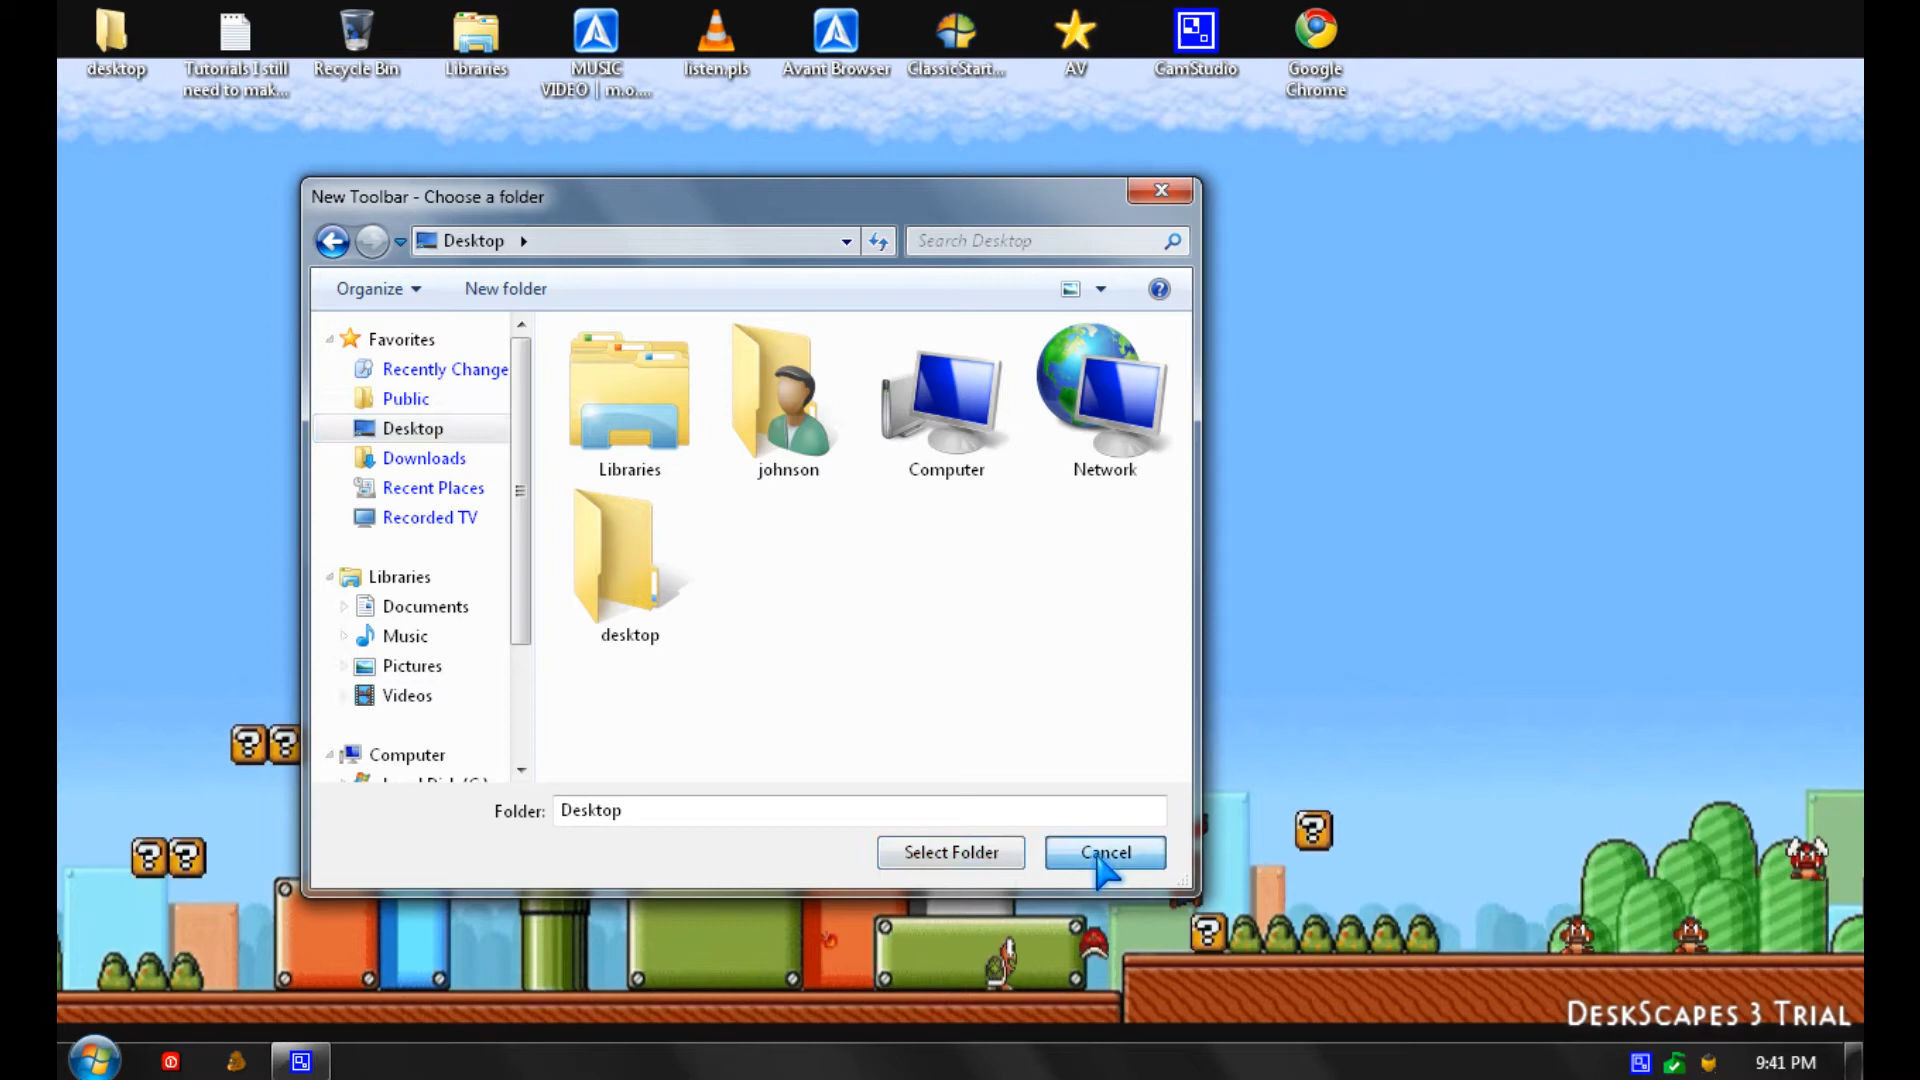 desktop
Tutorials I still
need to mak...
Recycle Bin
Libraries
MUSIC
VIDEO | m.o....
listen.pls
Avant Browser
ClassicStart...
AV
CamStudio
Google
Chrome
New Toolbar - Choose a folder
Desktop
Search Desktop
Organize
New folder
Favorites
Recently Change
Public
Desktop
Downloads
Recent Places
Recorded TV
Libraries
Documents
Music
Pictures
Videos
Computer
Libraries
johnson
Computer
Network
desktop
Folder: Desktop
Select Folder
Cancel
DeskScapes 3 Trial
9:41 PM